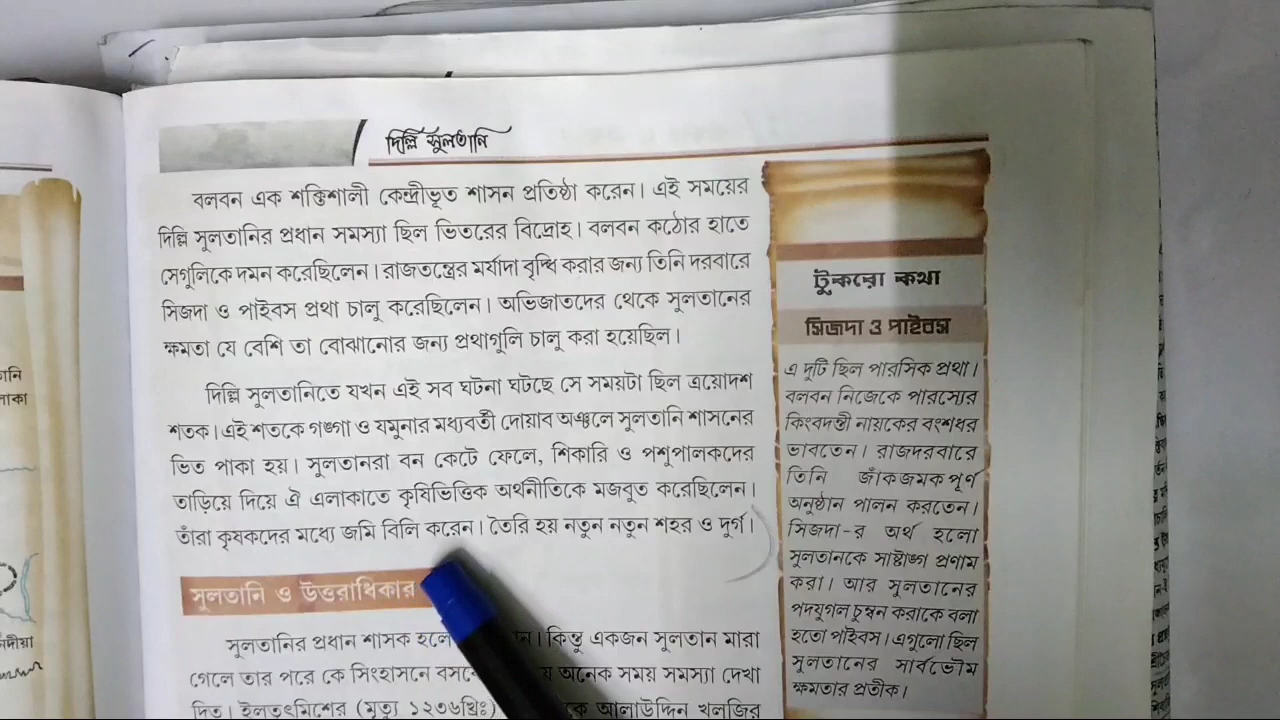 দিল্লি সুলতানি
বলবন এক শক্তিশালী কেন্দ্রীভূত শাসন প্রতিষ্ঠা করেন। এই সময়ের
দিল্লি সুলতানির প্রধান সমস্যা ছিল ভিতরের বিদ্রোহ। বলবন কঠোর হাতে
সেগুলিকে দমন করেছিলেন। রাজতন্ত্রের মর্যাদা বৃদ্ধি করার জন্য তিনি দরবারে
সিজদা ও পাইবস প্রথা চালু করেছিলেন। অভিজাতদের থেকে সুলতানের
ক্ষমতা যে বেশি তা বোঝানোর জন্য প্রথাগুলি চালু করা হয়েছিল।
দিল্লি সুলতানিতে যখন এই সব ঘটনা ঘটছে সে সময়টা ছিল ত্রয়োদশ
শতক। এই শতকে গঙ্গা ও যমুনার মধ্যবর্তী দোয়াব অঞ্চলে সুলতানি শাসনের
ভিত পাকা হয়। সুলতানরা বন কেটে ফেলে, শিকারি ও পশুপালকদের
তাড়িয়ে দিয়ে ঐ এলাকাতে কৃষিভিত্তিক অর্থনীতিকে মজবুত করেছিলেন।
তাঁরা কৃষকদের মধ্যে জমি বিলি করেন। তৈরি হয় নতুন নতুন শহর ও দুর্গ।
সুলতানি ও উত্তরাধিকার
সুলতানির প্রধান শাসক হলে কিন্তু একজন সুলতান মারা
গেলে তার পরে কে সিংহাসনে অনেক সময় সমস্যা দেখা
দিত। ইলতুৎমিশের (মৃত্যু ১২৩৬খ্রিঃ) আলাউদ্দিন খলজির
টুকরো কথা
সিজদা ও পাইবস
এ দুটি ছিল পারসিক প্রথা।
বলবন নিজেকে পারস্যের
কিংবদন্তী নায়কের বংশধর
ভাবতেন। রাজদরবারে
তিনি জাঁকজমকপূর্ণ
অনুষ্ঠান পালন করতেন।
সিজদা-র অর্থ হলো
সুলতানকে সাষ্টাঙ্গ প্রণাম
করা। আর সুলতানের
পদযুগল চুম্বন করাকে বলা
হতো পাইবস। এগুলো ছিল
সুলতানের সার্বভৌম
ক্ষমতার প্রতীক।